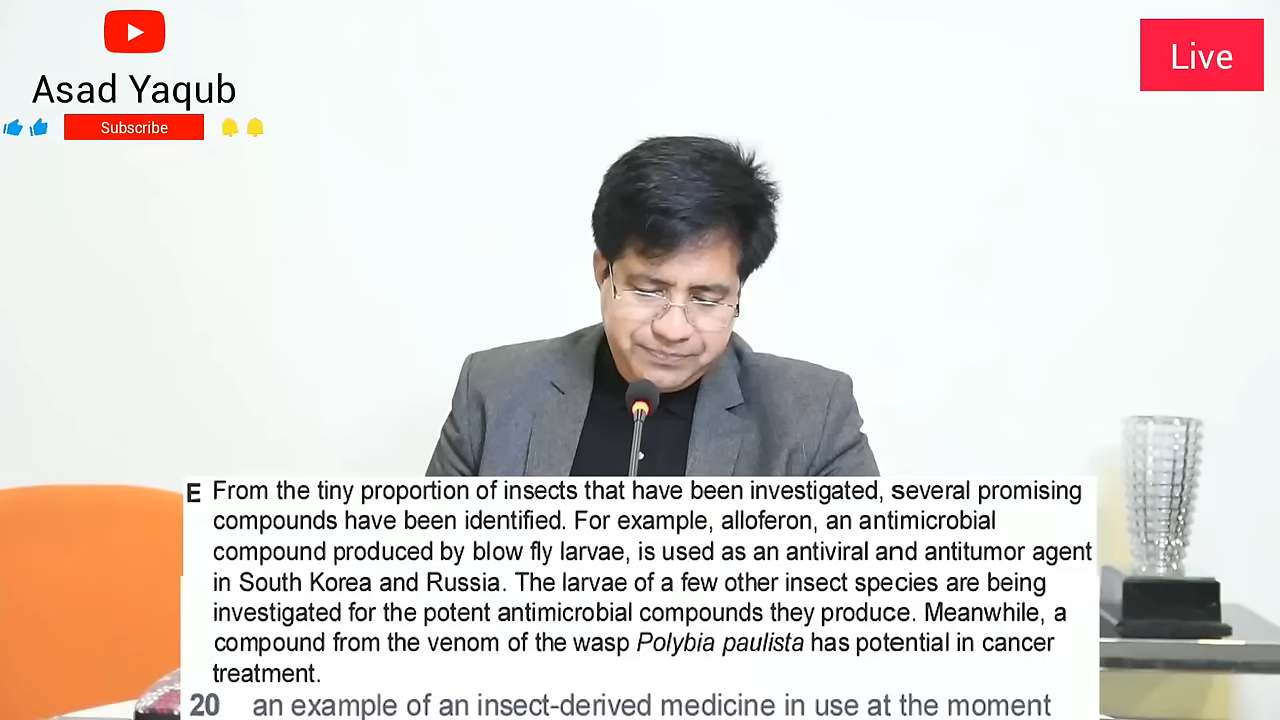 Live
Asad Yaqub
Subscribe
E From the tiny proportion of insects that have been investigated, several promising
compounds have been identified. For example, alloferon, an antimicrobial
compound produced by blow fly larvae, is used as an antiviral and antitumor agent
in South Korea and Russia. The larvae of a few other insect species are being
investigated for the potent antimicrobial compounds they produce. Meanwhile, a
compound from the venom of the wasp Polybia paulista has potential in cancer
treatment.
20 an example of an insect-derived medicine in use at the moment